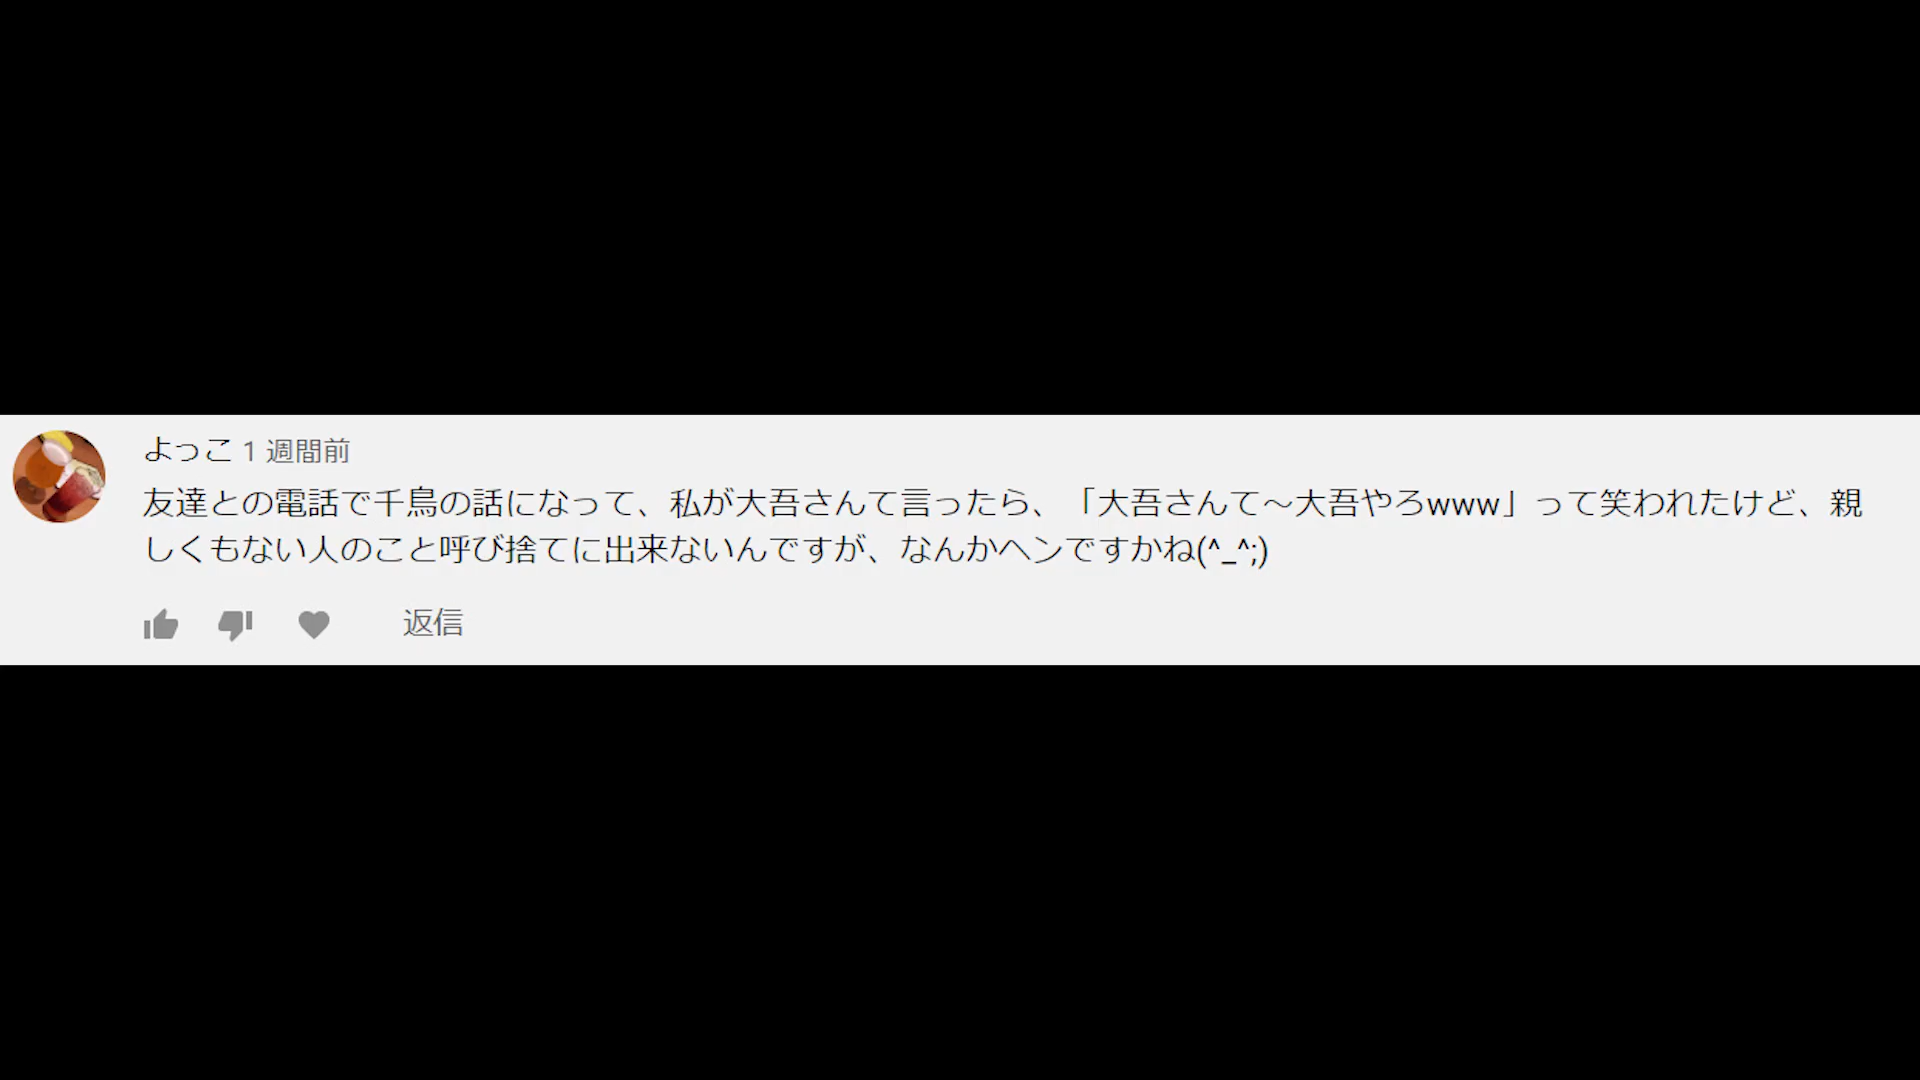 よっこ 1 週間前
友達との電話で千鳥の話になって、私が大吾さんて言ったら、「大吾さんて～大吾やろwww」って笑われたけど、親
しくもない人のこと呼び捨てに出来ないんですが、なんかヘンですかね(^_^;)
返信